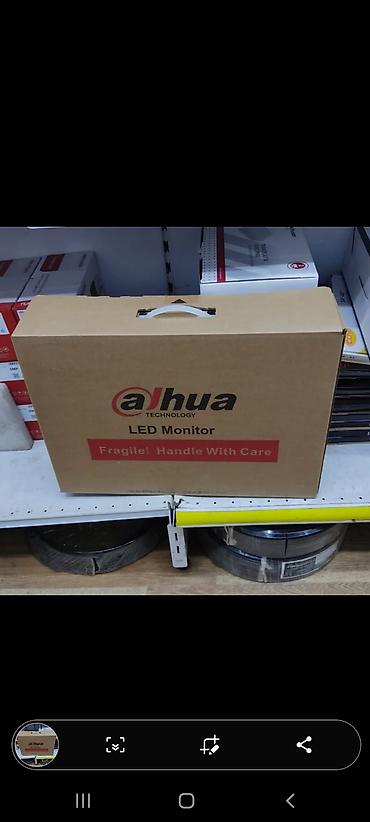 alhua
TECHNOLOGY
LED Monitor
Fragile! Handle With Care